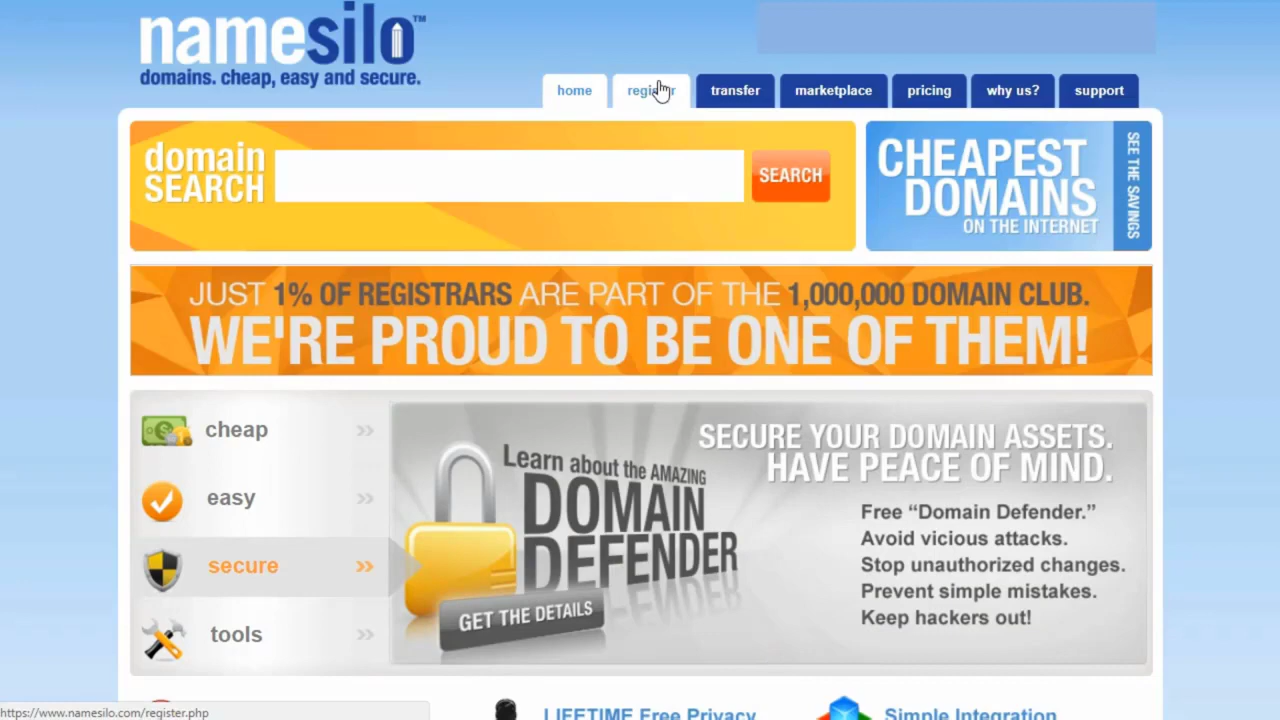 namesilo™
domains. cheap, easy and secure.
home
register
transfer
marketplace
pricing
why us?
support
domain
SEARCH
SEARCH
CHEAPEST
DOMAINS
ON THE INTERNET
SEE THE SAVINGS
JUST 1% OF REGISTRARS ARE PART OF THE 1,000,000 DOMAIN CLUB.
WE'RE PROUD TO BE ONE OF THEM!
cheap »
easy »
secure »
tools »
Learn about the AMAZING
DOMAIN
DEFENDER
GET THE DETAILS
SECURE YOUR DOMAIN ASSETS.
HAVE PEACE OF MIND.
Free “Domain Defender.”
Avoid vicious attacks.
Stop unauthorized changes.
Prevent simple mistakes.
Keep hackers out!
LIFETIME Free Privacy
Simple Integration
https://www.namesilo.com/register.php